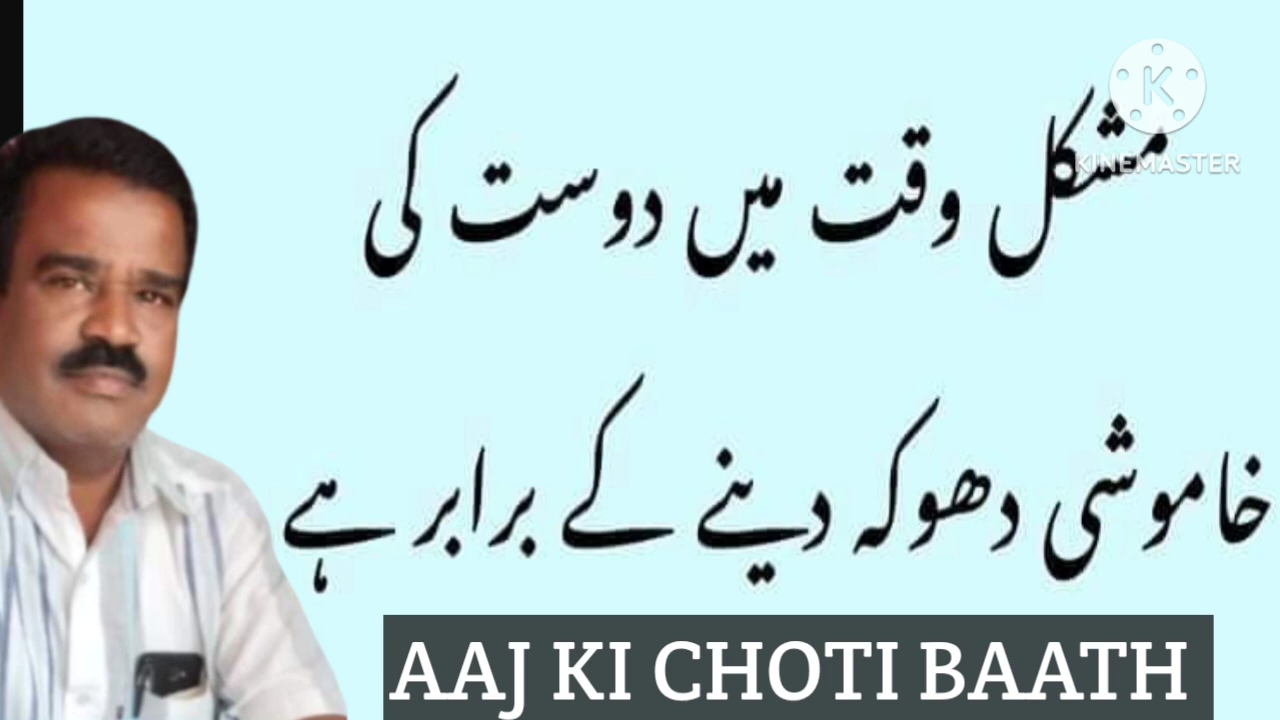 مشکل وقت میں دوست کی
K
KINEMASTER
خاموشی دھوکہ دینے کے برابر ہے
AAJ KI CHOTI BAATH